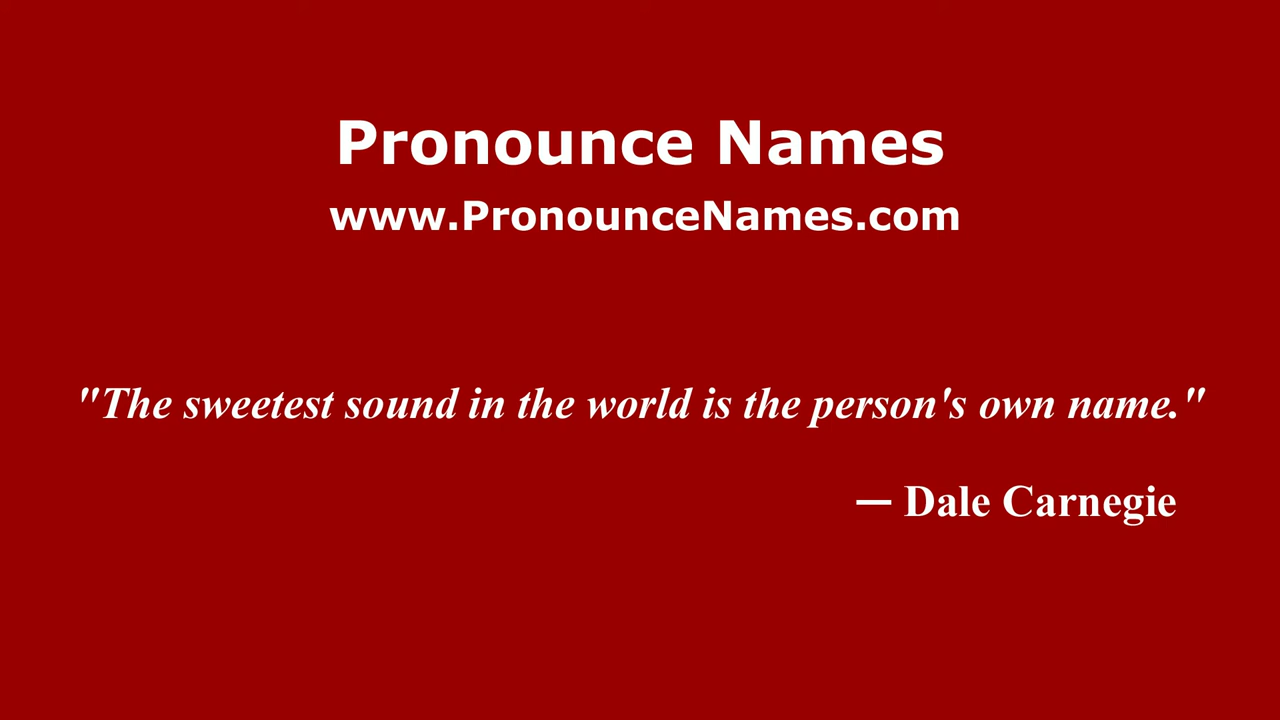 Pronounce Names
www.PronounceNames.com
"The sweetest sound in the world is the person's own name."
— Dale Carnegie